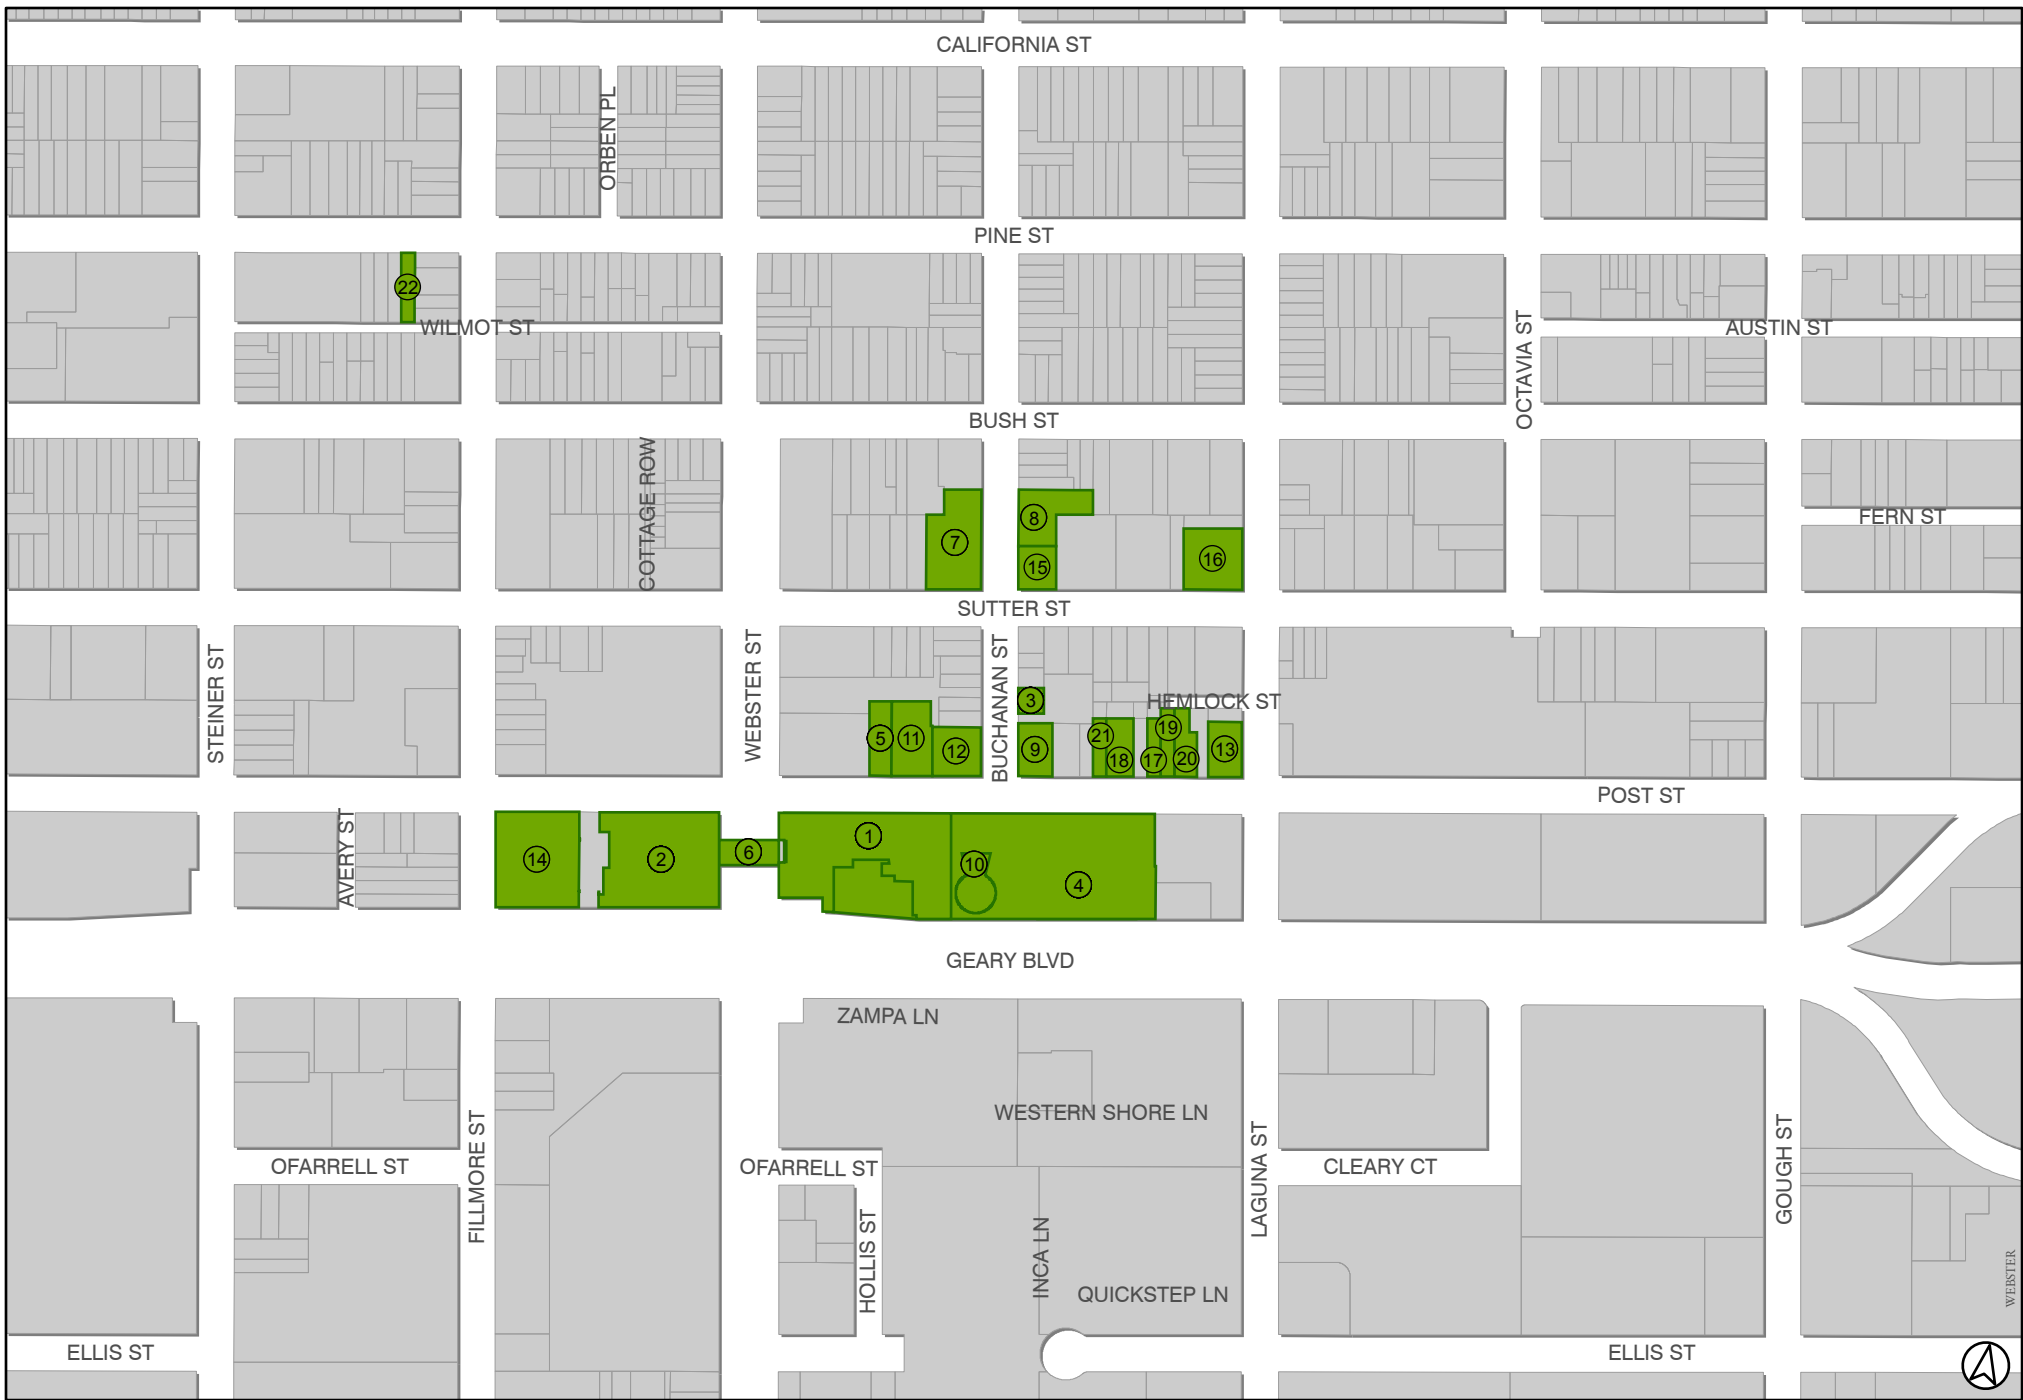 CALIFORNIA ST
ORBEN PL
PINE ST
22
WILMOT ST
OCTAVIA ST
AUSTIN ST
BUSH ST
COTTAGE ROW
7
8
15
16
FERN ST
SUTTER ST
STEINER ST
WEBSTER ST
BUCHANAN ST
3
HEMLOCK ST
5
11
12
9
21
18
17
19
20
13
POST ST
AVERY ST
14
2
6
1
10
4
GEARY BLVD
ZAMPA LN
WESTERN SHORE LN
FILLMORE ST
OFARRELL ST
OFARRELL ST
HOLLIS ST
INCA LN
QUICKSTEP LN
LAGUNA ST
CLEARY CT
GOUGH ST
WEBSTER
ELLIS ST
ELLIS ST